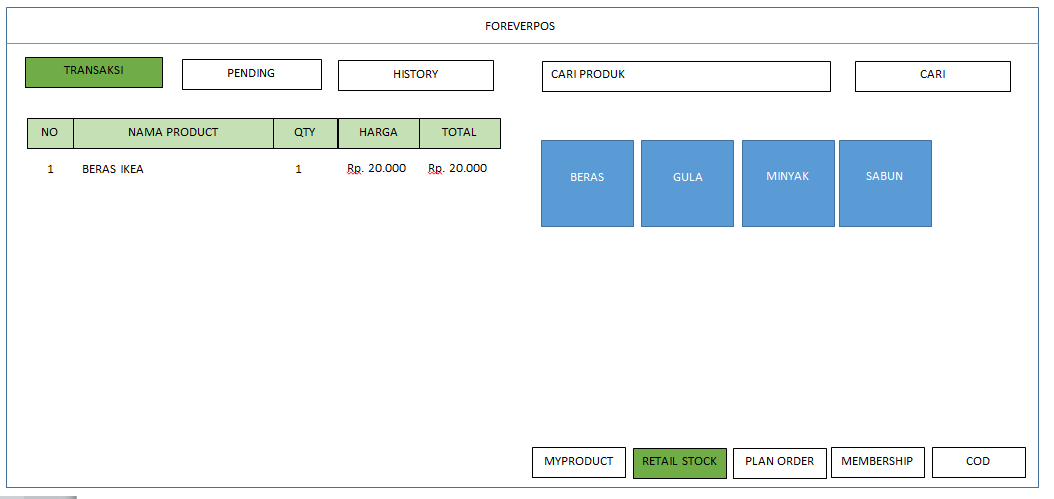 FOREVERPOS
TRANSAKSI PENDING HISTORY CARI PRODUK CARI
NO NAMA PRODUCT QTY HARGA TOTAL
1 BERAS IKEA 1 Rp. 20.000 Rp. 20.000
BERAS GULA MINYAK SABUN
MYPRODUCT RETAIL STOCK PLAN ORDER MEMBERSHIP COD